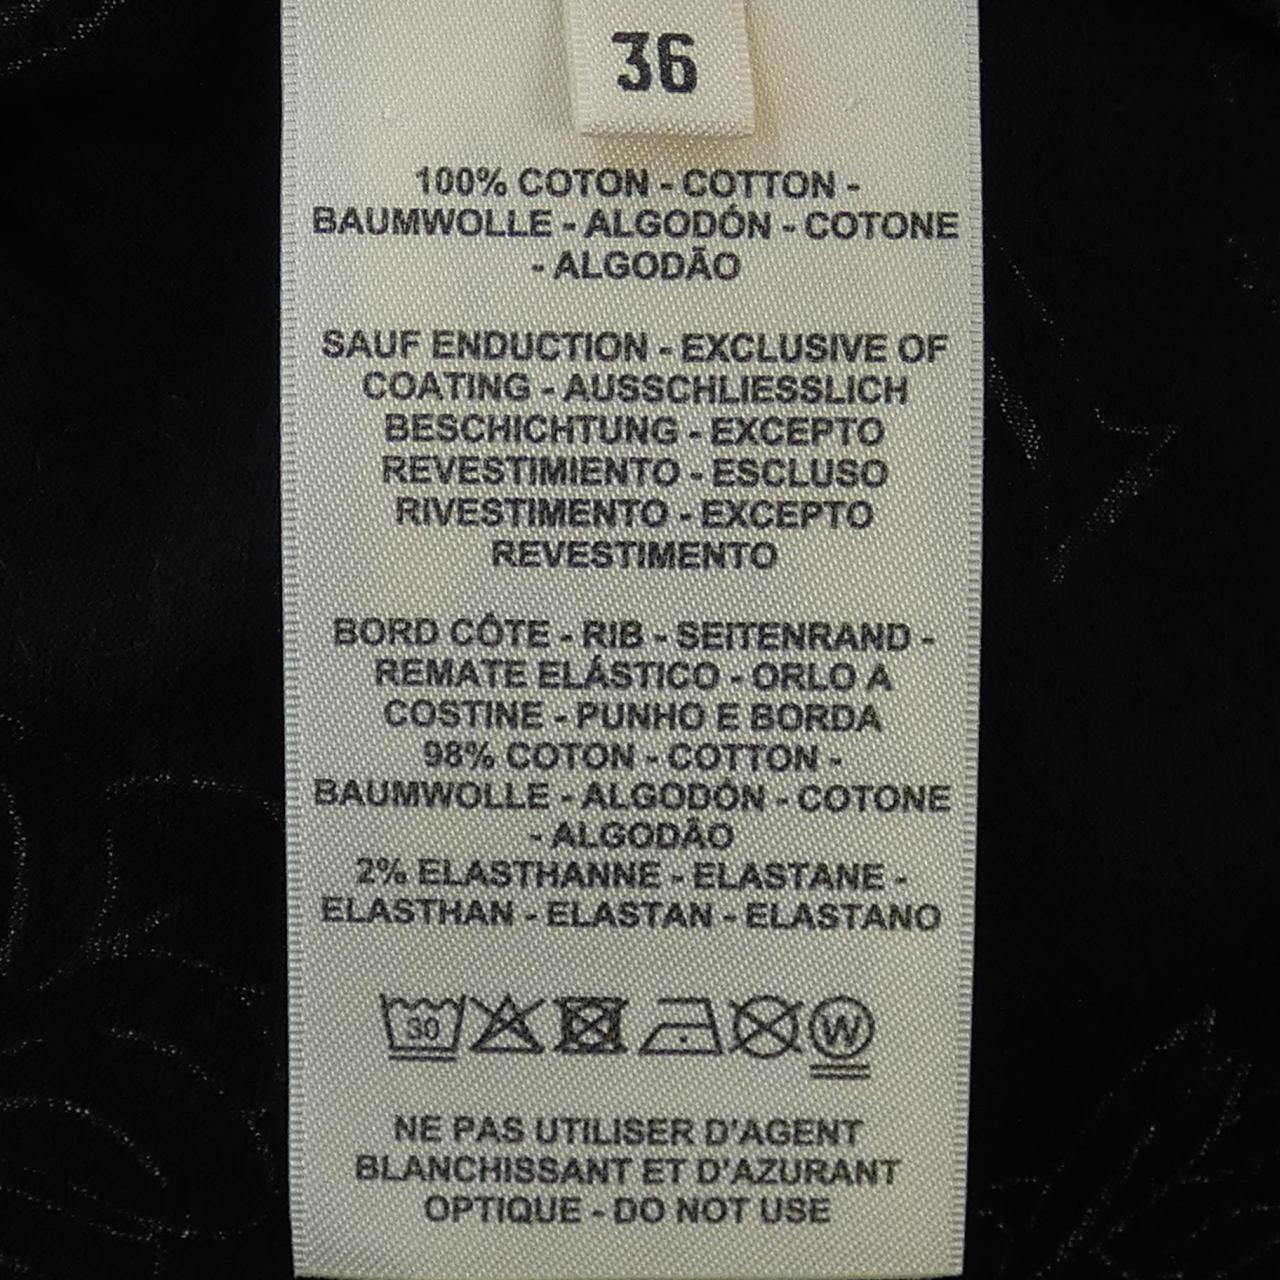 36
100% COTON - COTTON -
BAUMWOLLE - ALGODÓN - COTONE
- ALGODÃO
SAUF ENDUCTION - EXCLUSIVE OF
COATING - AUSSCHLIESSLICH
BESCHICHTUNG - EXCEPTO
REVESTIMIENTO - ESCLUSO
RIVESTIMENTO - EXCEPTO
REVESTIMENTO
BORD CÔTE - RIB - SEITENRAND -
REMATE ELÁSTICO - ORLO A
COSTINE - PUNHO E BORDA
98% COTON - COTTON -
BAUMWOLLE - ALGODÓN - COTONE
- ALGODÃO
2% ELASTHANNE - ELASTANE -
ELASTHAN - ELASTAN - ELASTANO
30 W
NE PAS UTILISER D'AGENT
BLANCHISSANT ET D'AZURANT
OPTIQUE - DO NOT USE